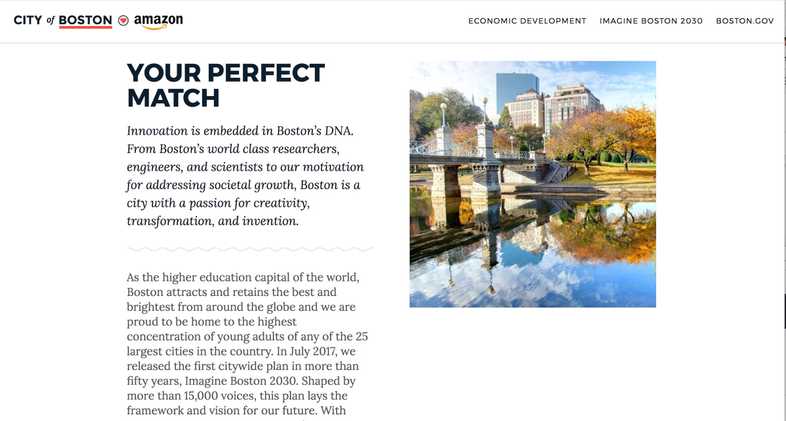 CITY of BOSTON amazon
ECONOMIC DEVELOPMENT IMAGINE BOSTON 2030 BOSTON.GOV
YOUR PERFECT
MATCH
Innovation is embedded in Boston's DNA.
From Boston's world class researchers,
engineers, and scientists to our motivation
for addressing societal growth, Boston is a
city with a passion for creativity,
transformation, and invention.
As the higher education capital of the world,
Boston attracts and retains the best and
brightest from around the globe and we are
proud to be home to the highest
concentration of young adults of any of the 25
largest cities in the country. In July 2017, we
released the first citywide plan in more than
fifty years, Imagine Boston 2030. Shaped by
more than 15,000 voices, this plan lays the
framework and vision for our future. With